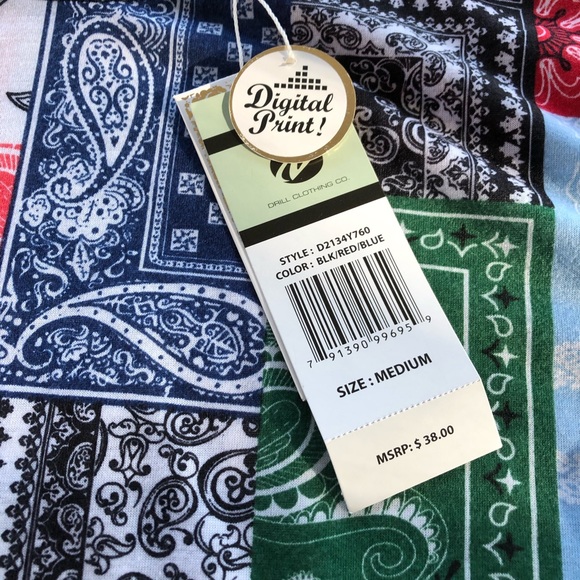 Digital
Print!
DRILL CLOTHING CO.
STYLE : D2134Y760
COLOR : BLK/RED/BLUE
7 91390 99695 9
SIZE : MEDIUM
MSRP: $ 38.00